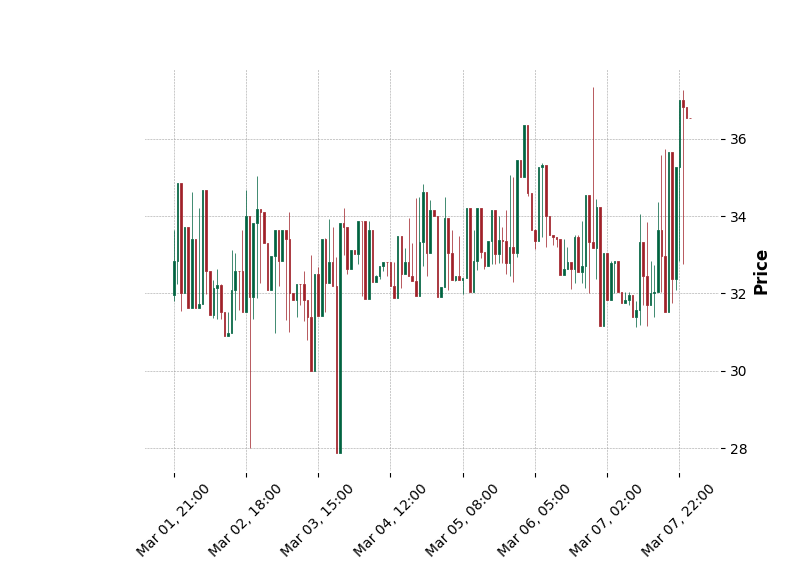 36
34
32
30
28
Price
Mar 01, 21:00
Mar 02, 18:00
Mar 03, 15:00
Mar 04, 12:00
Mar 05, 08:00
Mar 06, 05:00
Mar 07, 02:00
Mar 07, 22:00